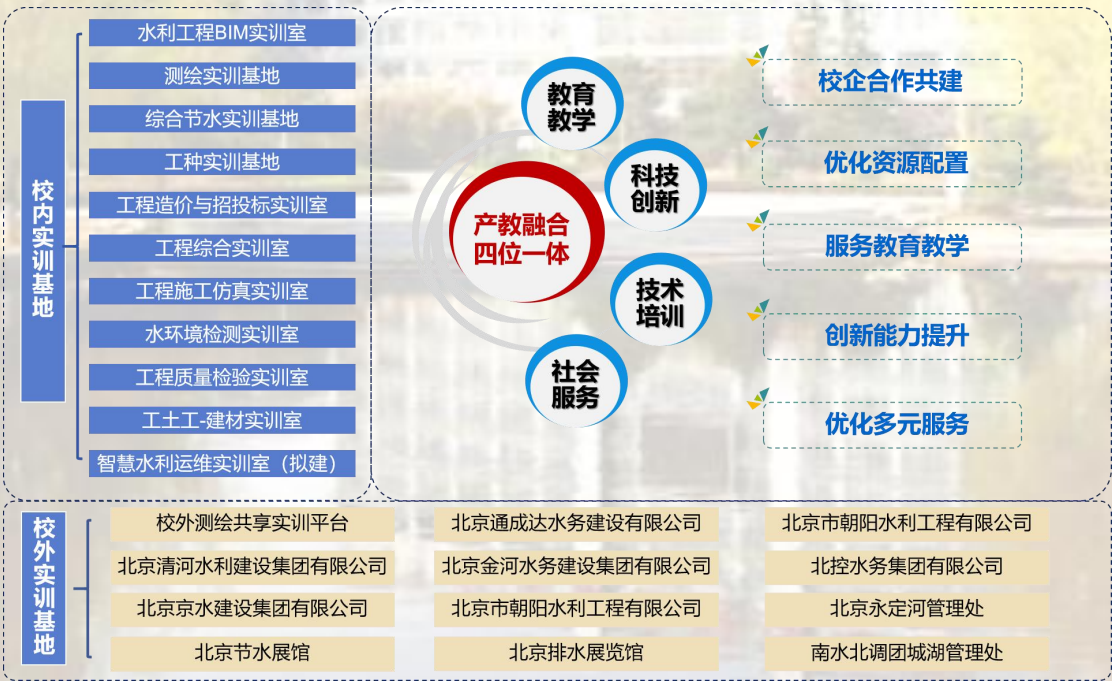 校内实训基地
水利工程BIM实训室
测绘实训基地
综合节水实训基地
工种实训基地
工程造价与招投标实训室
工程综合实训室
工程施工仿真实训室
水环境检测实训室
工程质量检验实训室
工土工-建材实训室
智慧水利运维实训室（拟建）
产教融合
四位一体
教育
教学
科技
创新
技术
培训
社会
服务
校企合作共建
优化资源配置
服务教育教学
创新能力提升
优化多元服务
校外实训基地
校外测绘共享实训平台
北京通成达水务建设有限公司
北京市朝阳水利工程有限公司
北京清河水利建设集团有限公司
北京金河水务建设集团有限公司
北控水务集团有限公司
北京京水建设集团有限公司
北京市朝阳水利工程有限公司
北京永定河管理处
北京节水展馆
北京排水展览馆
南水北调团城湖管理处